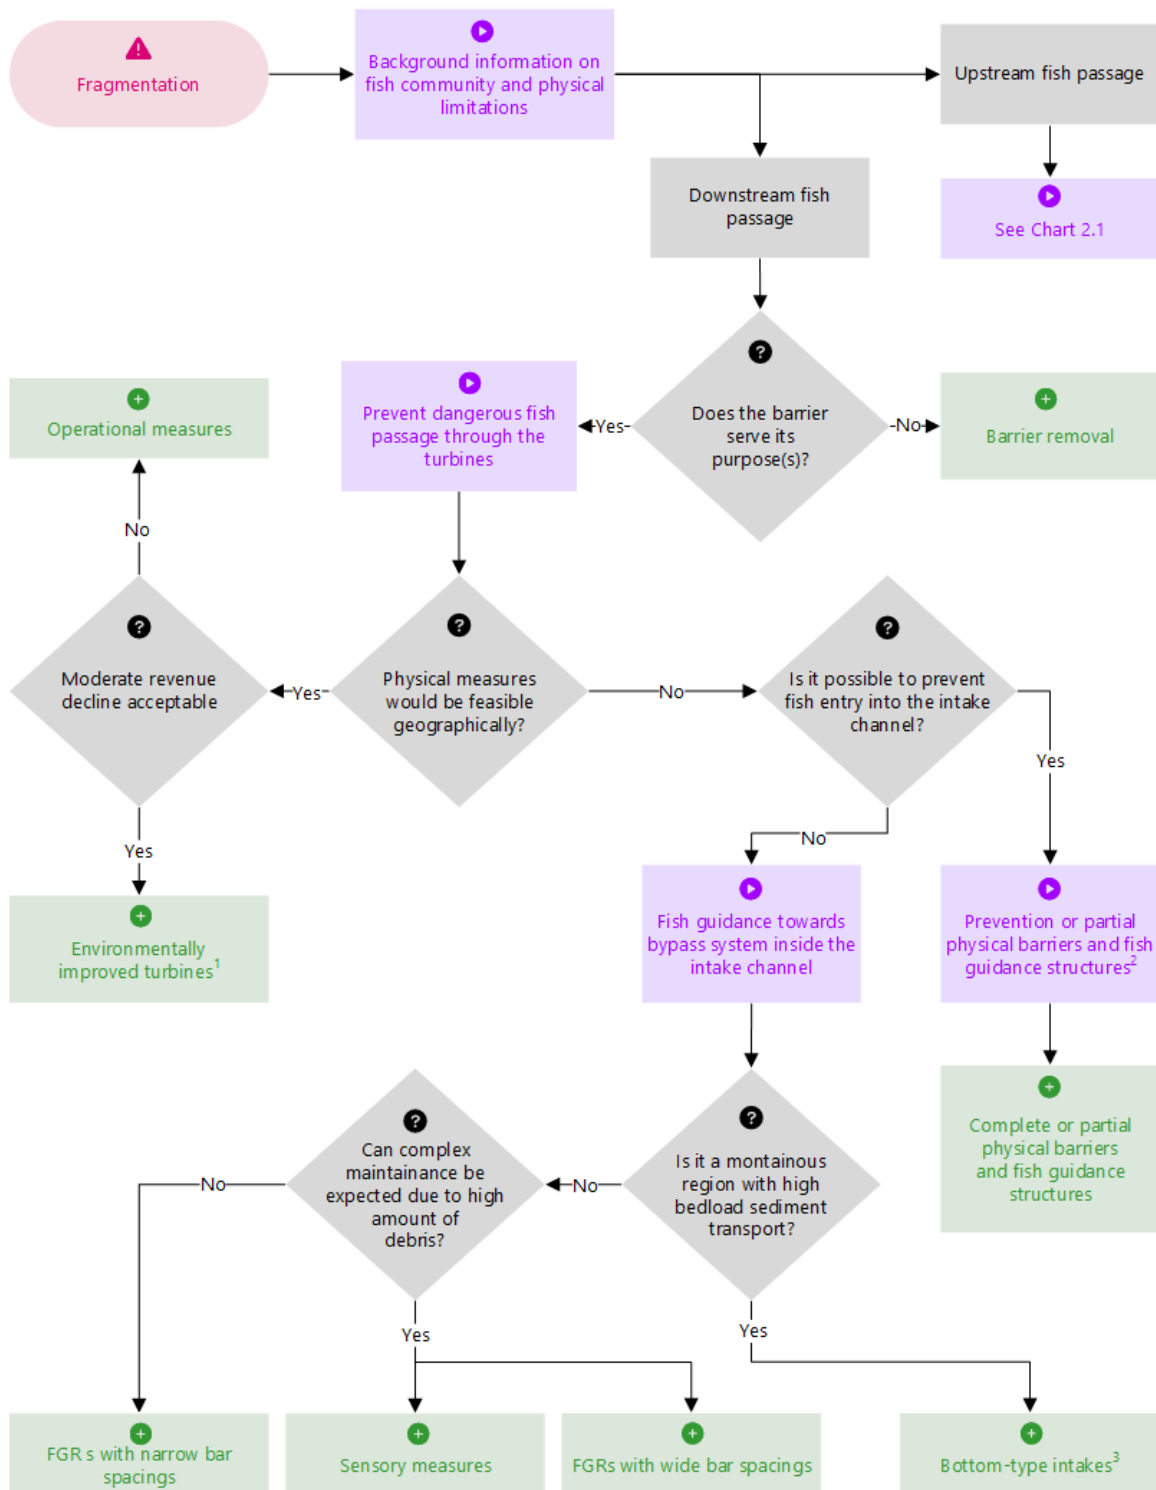 Fragmentation
Background information on
fish community and physical
limitations
Upstream fish passage
Downstream fish
passage
See Chart 2.1
Does the barrier
serve its
purpose(s)?
Yes
No
Prevent dangerous fish
passage through the
turbines
Barrier removal
Operational measures
No
Moderate revenue
decline acceptable
Yes
Physical measures
would be feasible
geographically?
No
Is it possible to prevent
fish entry into the intake
channel?
Yes
Yes
No
Environmentally
improved turbines¹
Fish guidance towards
bypass system inside the
intake channel
Prevention or partial
physical barriers and fish
guidance structures²
Complete or partial
physical barriers
and fish guidance
structures
Can complex
maintainance be
expected due to high
amount of
debris?
Is it a montainous
region with high
bedload sediment
transport?
No
No
Yes
Yes
FGR s with narrow bar
spacings
Sensory measures
FGRs with wide bar spacings
Bottom-type intakes³